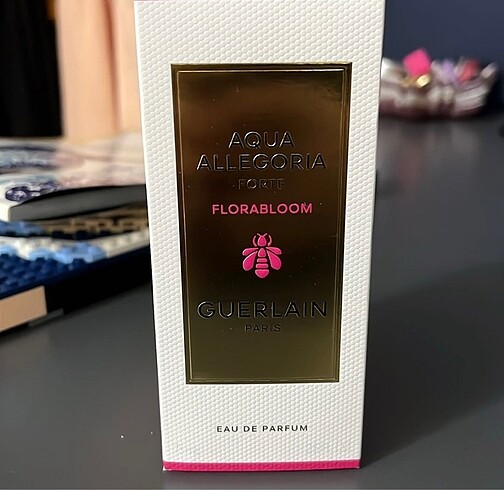 AQUA
ALLEGORIA
FORTE
FLORABLOOM
GUERLAIN
PARIS
EAU DE PARFUM